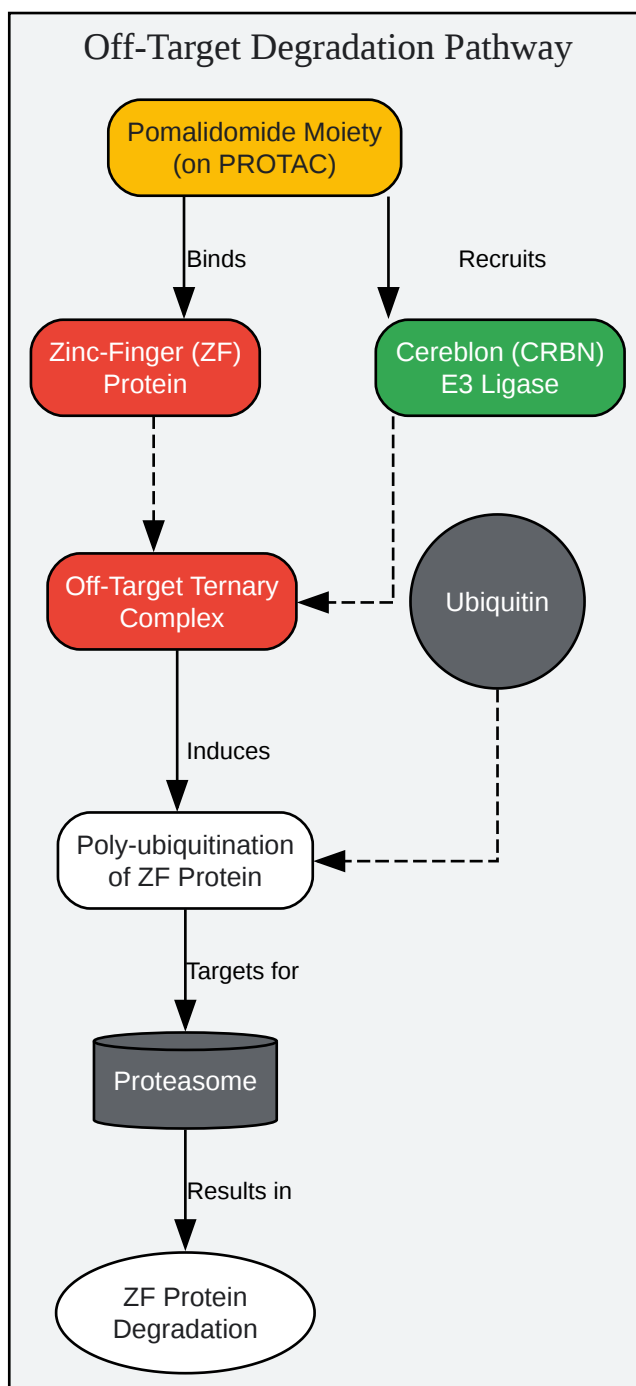 Off-Target Degradation Pathway
Pomalidomide Moiety
(on PROTAC)
Binds
Recruits
Zinc-Finger (ZF)
Protein
Cereblon (CRBN)
E3 Ligase
Off-Target Ternary
Complex
Ubiquitin
Induces
Poly-ubiquitination
of ZF Protein
Targets for
Proteasome
Results in
ZF Protein
Degradation